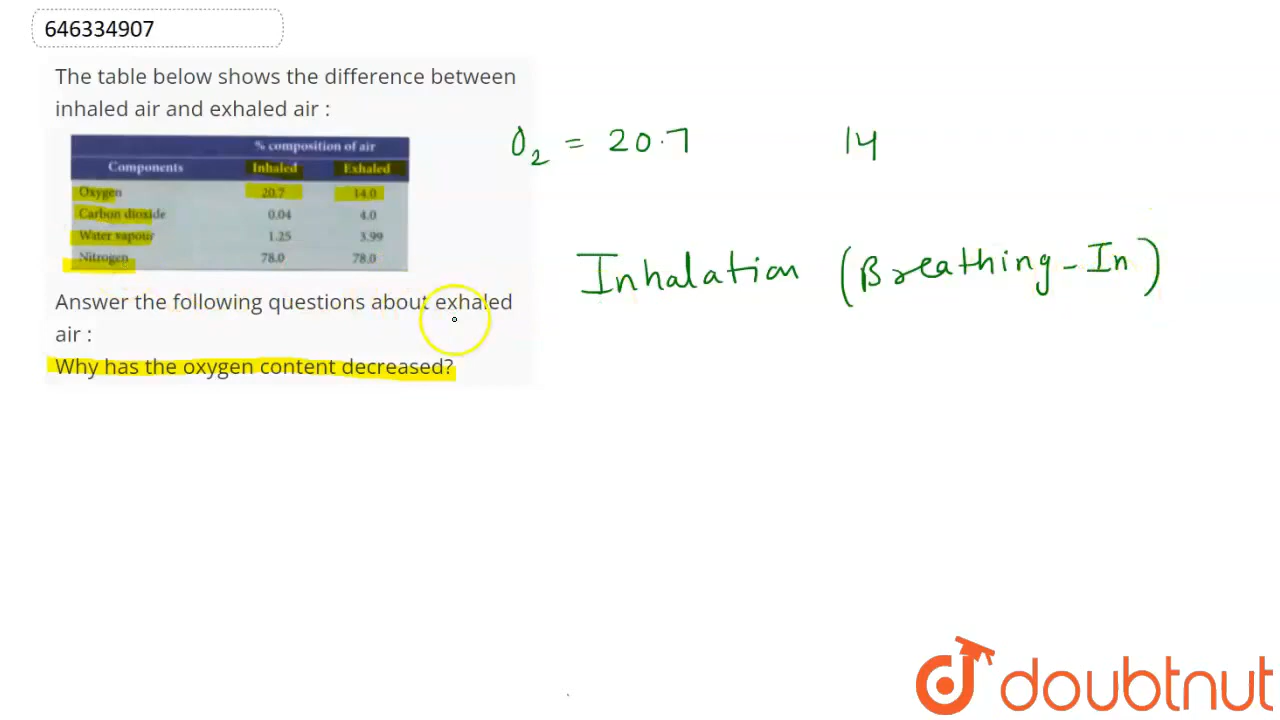 646334907
The table below shows the difference between
inhaled air and exhaled air :
% composition of air
Components Inhaled Exhaled
Oxygen 20.7 14.0
Carbon dioxide 0.04 4.0
Water vapour 1.25 3.99
Nitrogen 78.0 78.0
Answer the following questions about exhaled
air :
Why has the oxygen content decreased?
O2 = 20.7 14
Inhalation (Breathing-In)
doubtnut